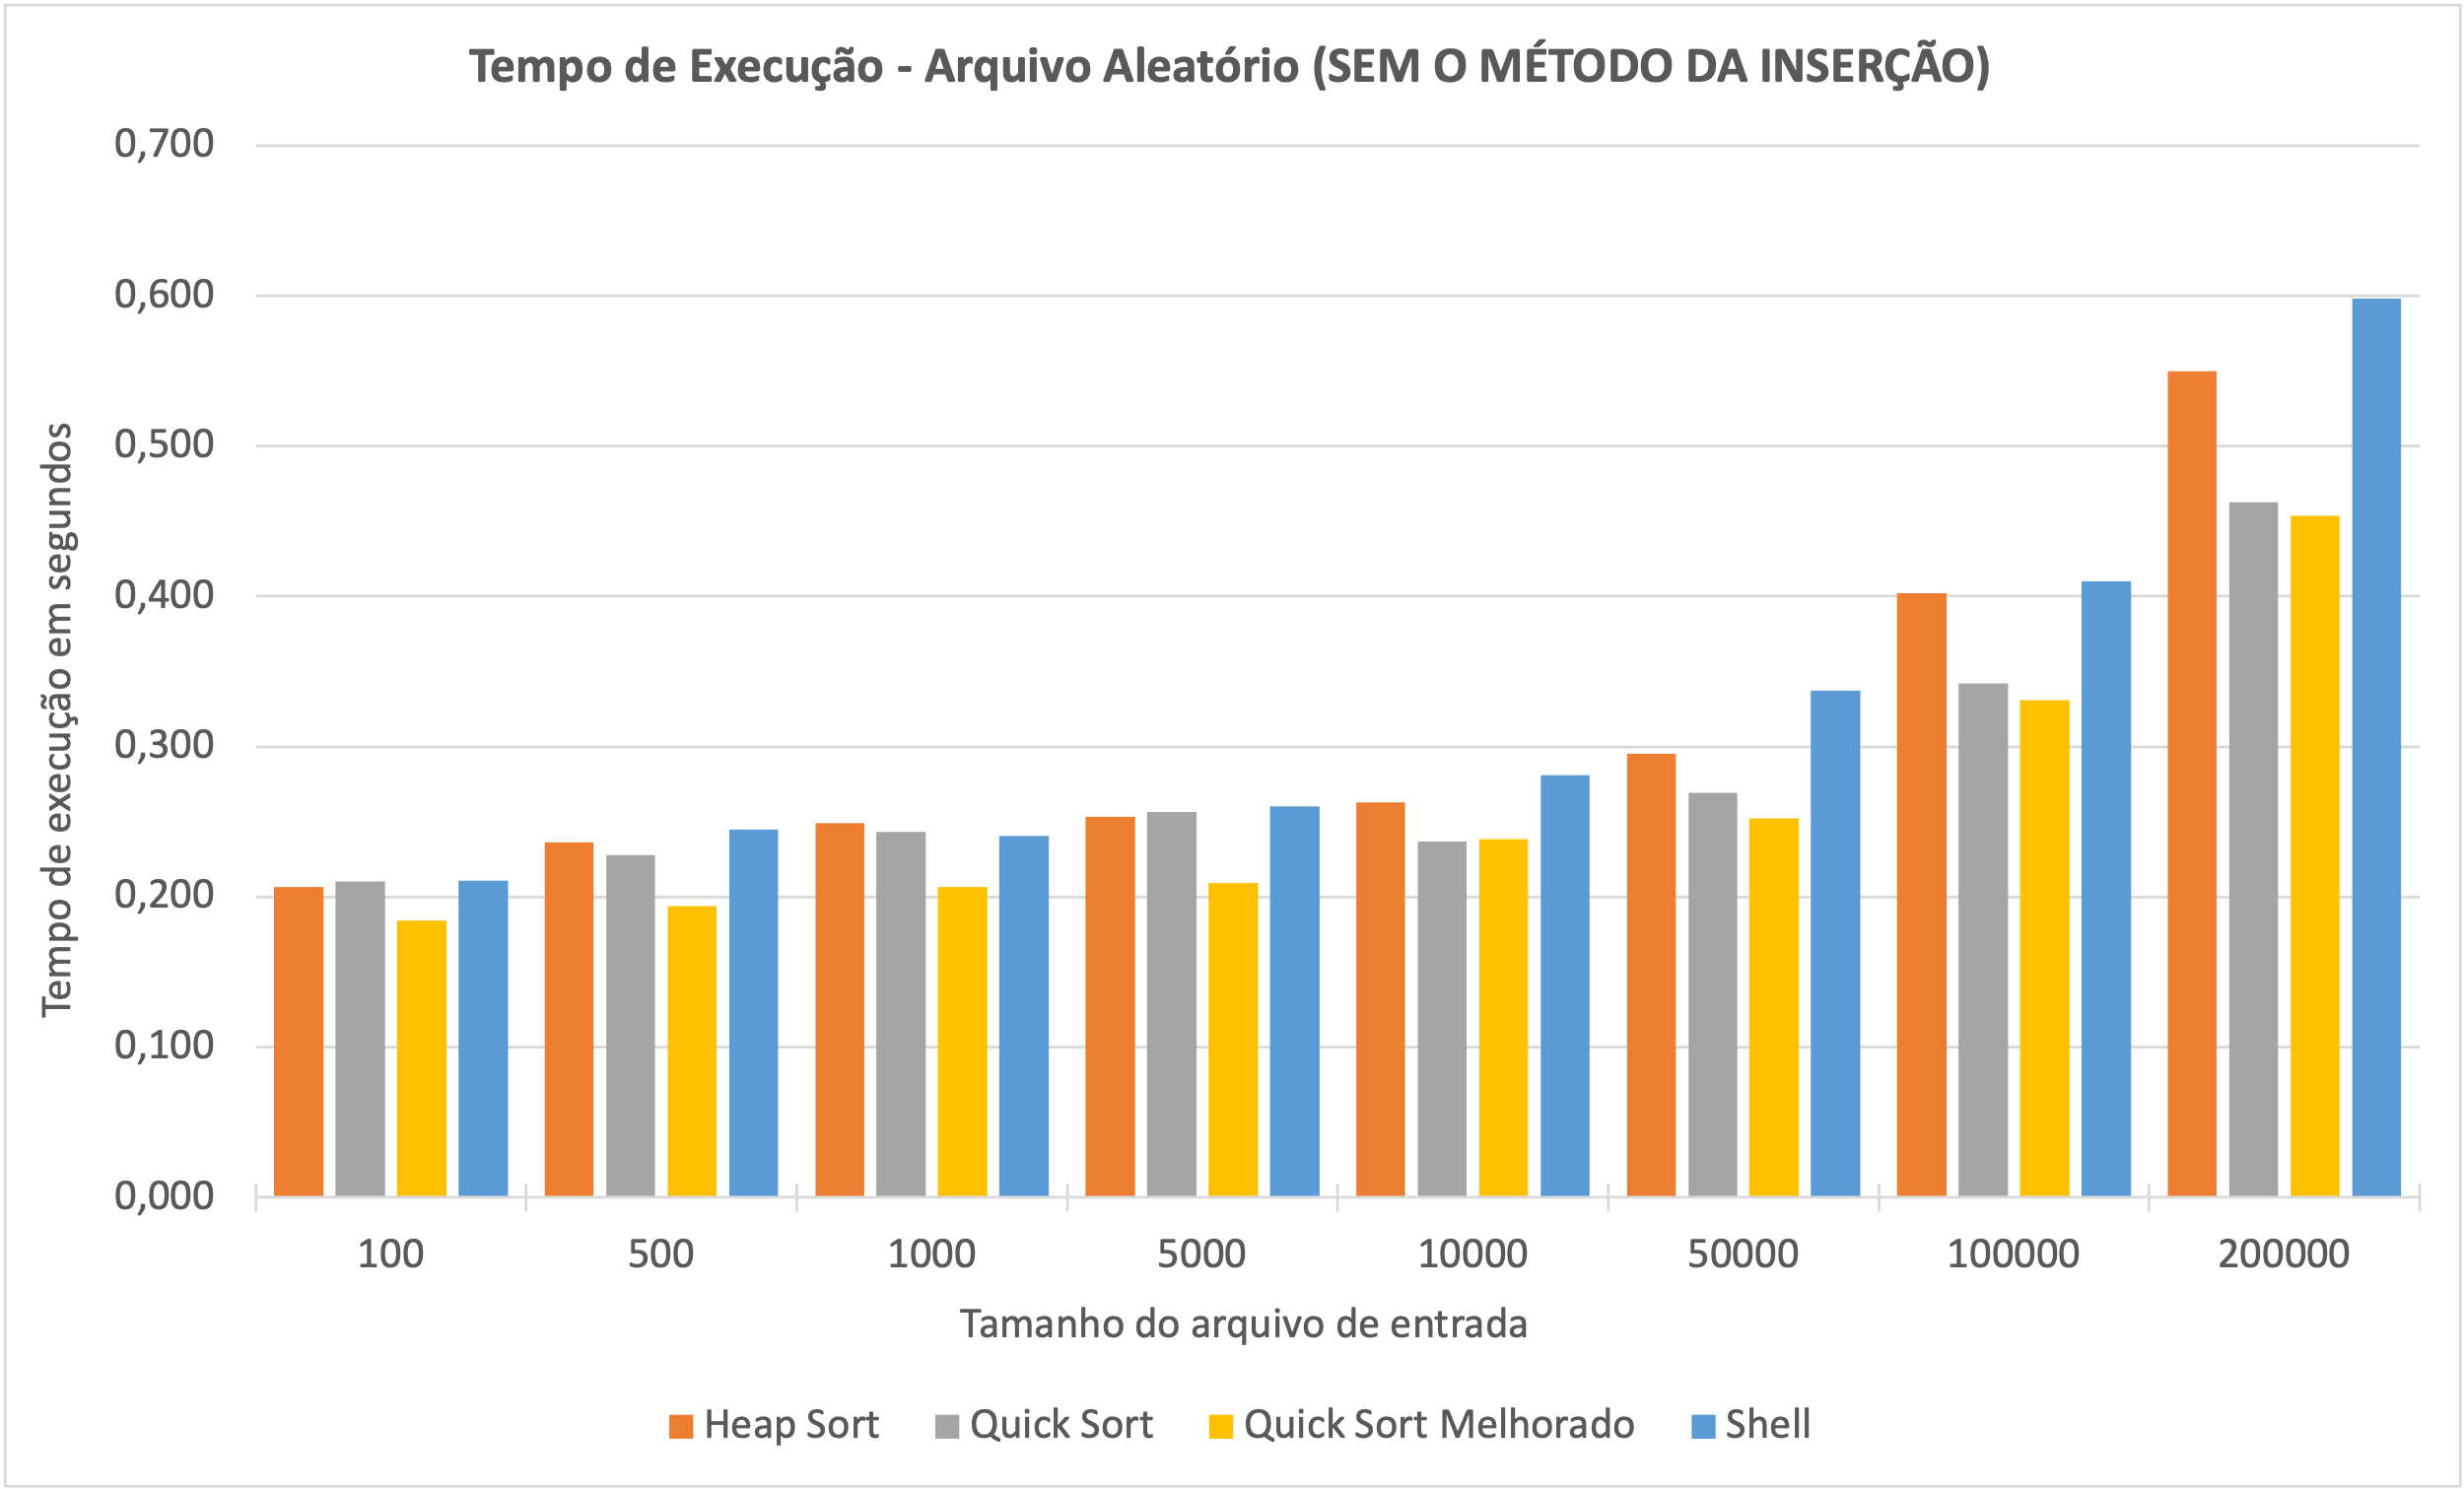 Tempo de Execução - Arquivo Aleatório (SEM O MÉTODO DA INSERÇÃO)
0,700
0,600
0,500
0,400
0,300
0,200
0,100
0,000
Tempo de execução em segundos
100 500 1000 5000 10000 50000 100000 200000
Tamanho do arquivo de entrada
Heap Sort Quick Sort Quick Sort Melhorado Shell